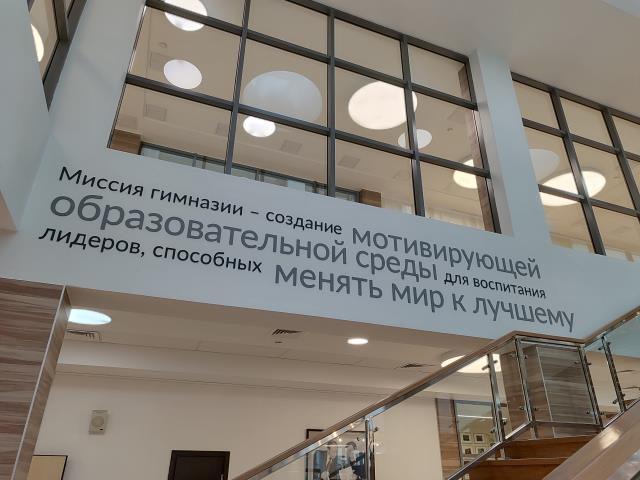 Миссия гимназии – создание мотивирующей
образовательной среды для воспитания
лидеров, способных менять мир к лучшему